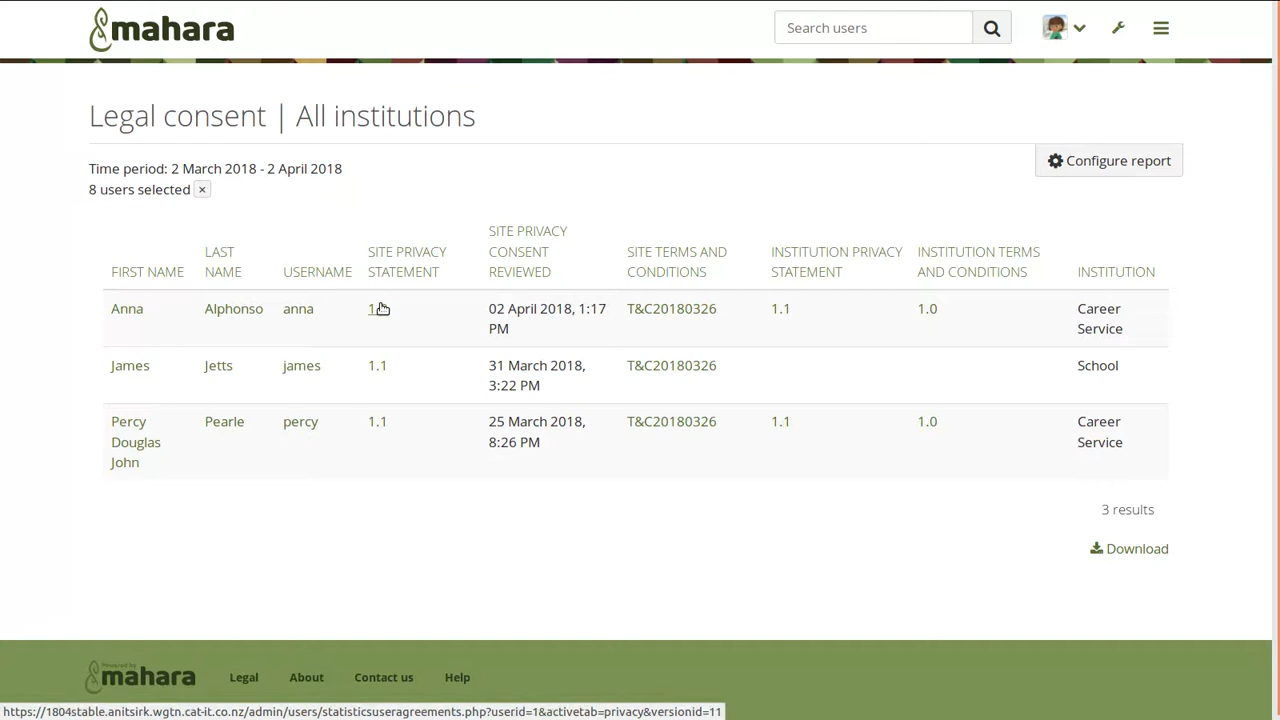 mahara
Search users
Legal consent | All institutions
Time period: 2 March 2018 - 2 April 2018
Configure report
8 users selected ×
FIRST NAME
LAST
NAME
USERNAME
SITE PRIVACY
STATEMENT
SITE PRIVACY
CONSENT
REVIEWED
SITE TERMS AND
CONDITIONS
INSTITUTION PRIVACY
STATEMENT
INSTITUTION TERMS
AND CONDITIONS
INSTITUTION
Anna
Alphonso
anna
02 April 2018, 1:17
PM
T&C20180326
1.1
1.0
Career
Service
James
Jetts
james
1.1
31 March 2018,
3:22 PM
T&C20180326
School
Percy
Douglas
John
Pearle
percy
1.1
25 March 2018,
8:26 PM
T&C20180326
1.1
1.0
Career
Service
3 results
Download
Powered by
mahara
Legal
About
Contact us
Help
https://1804stable.anitsirk.wgtn.cat-it.co.nz/admin/users/statisticsuseragreements.php?userid=1&activetab=privacy&versionid=11